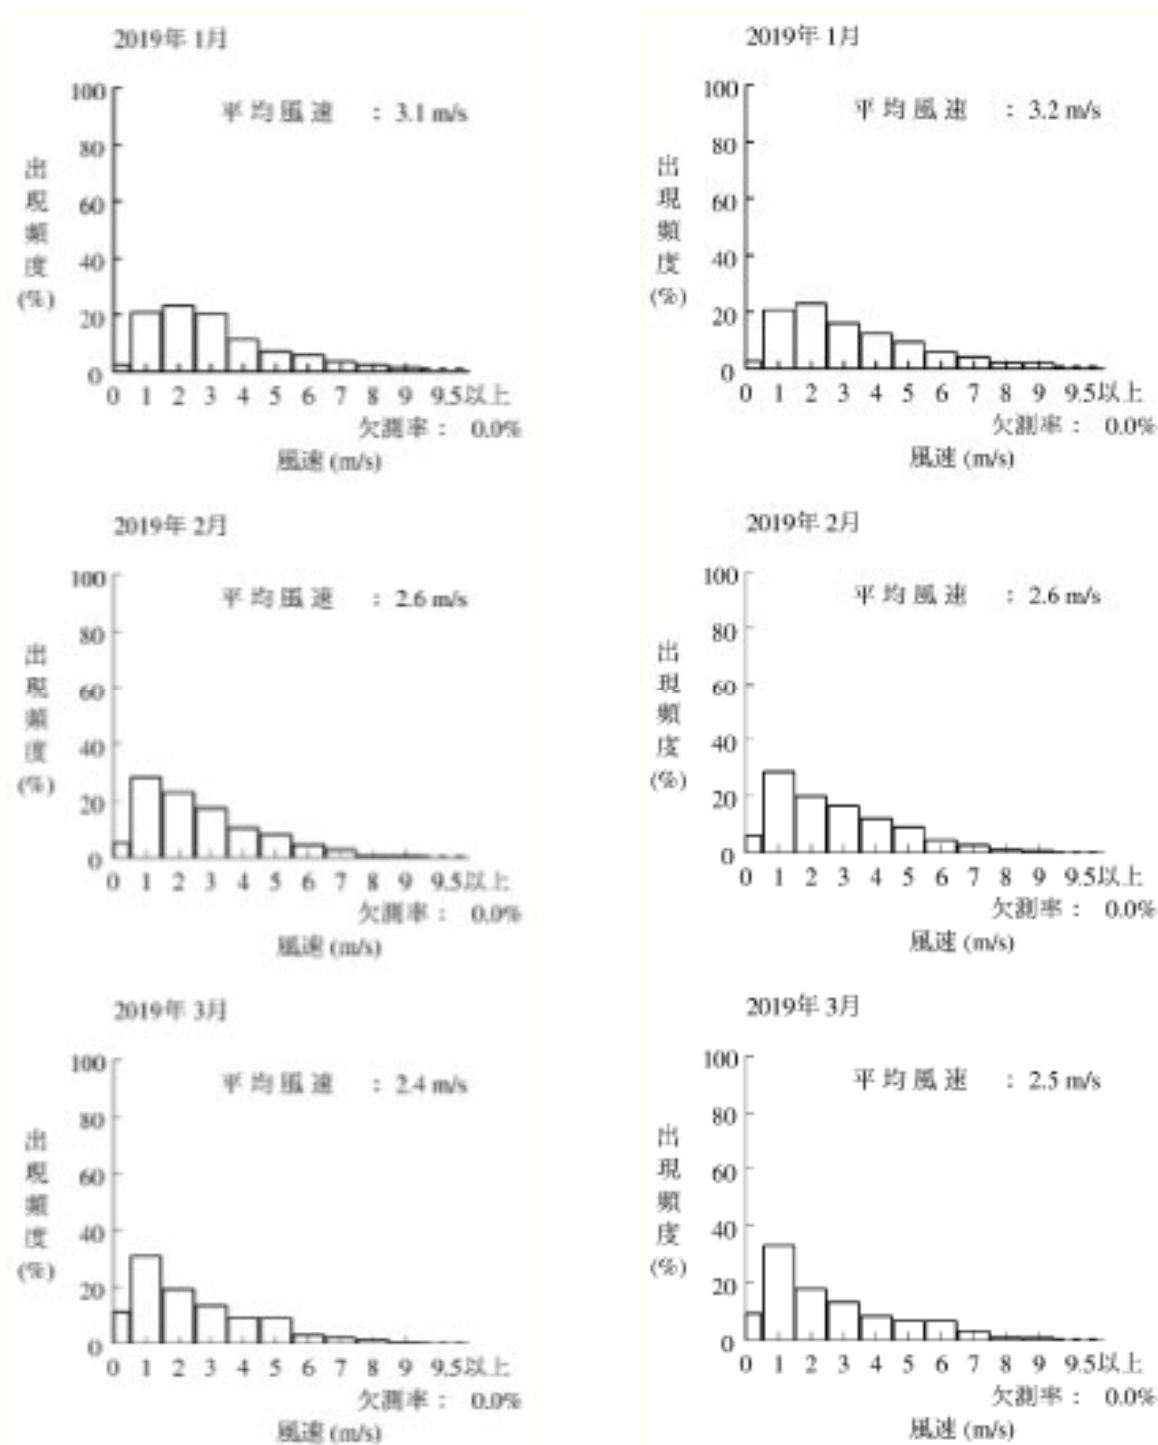 2019年 1月
平均風速 : 3.1 m/s
出現頻度(%)
100
80
60
40
20
0
0 1 2 3 4 5 6 7 8 9 9.5以上
欠測率: 0.0%
風速 (m/s)
2019年 2月
平均風速 : 2.6 m/s
出現頻度(%)
100
80
60
40
20
0
0 1 2 3 4 5 6 7 8 9 9.5以上
欠測率: 0.0%
風速 (m/s)
2019年 3月
平均風速 : 2.4 m/s
出現頻度(%)
100
80
60
40
20
0
0 1 2 3 4 5 6 7 8 9 9.5以上
欠測率: 0.0%
風速 (m/s)
2019年 1月
平均風速 : 3.2 m/s
出現頻度(%)
100
80
60
40
20
0
0 1 2 3 4 5 6 7 8 9 9.5以上
欠測率: 0.0%
風速 (m/s)
2019年 2月
平均風速 : 2.6 m/s
出現頻度(%)
100
80
60
40
20
0
0 1 2 3 4 5 6 7 8 9 9.5以上
欠測率: 0.0%
風速 (m/s)
2019年 3月
平均風速 : 2.5 m/s
出現頻度(%)
100
80
60
40
20
0
0 1 2 3 4 5 6 7 8 9 9.5以上
欠測率: 0.0%
風速 (m/s)